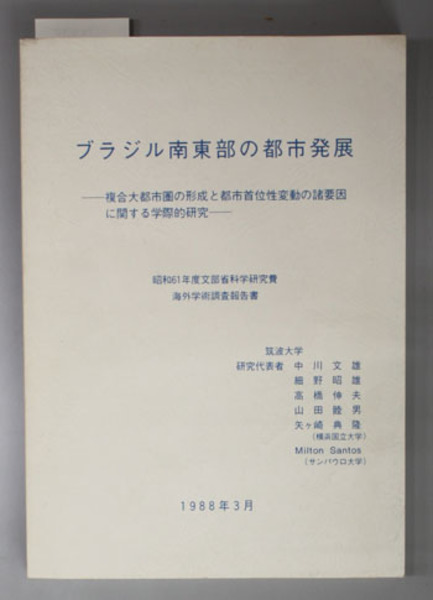 ブラジル南東部の都市発展
――複合大都市圏の形成と都市首位性変動の諸要因
に関する学際的研究――
昭和61年度文部省科学研究費
海外学術調査報告書
筑波大学
研究代表者 中川文雄
細野昭雄
高橋伸夫
山田睦男
矢ヶ崎典隆
(横浜国立大学)
Milton Santos
(サンパウロ大学)
1988年3月